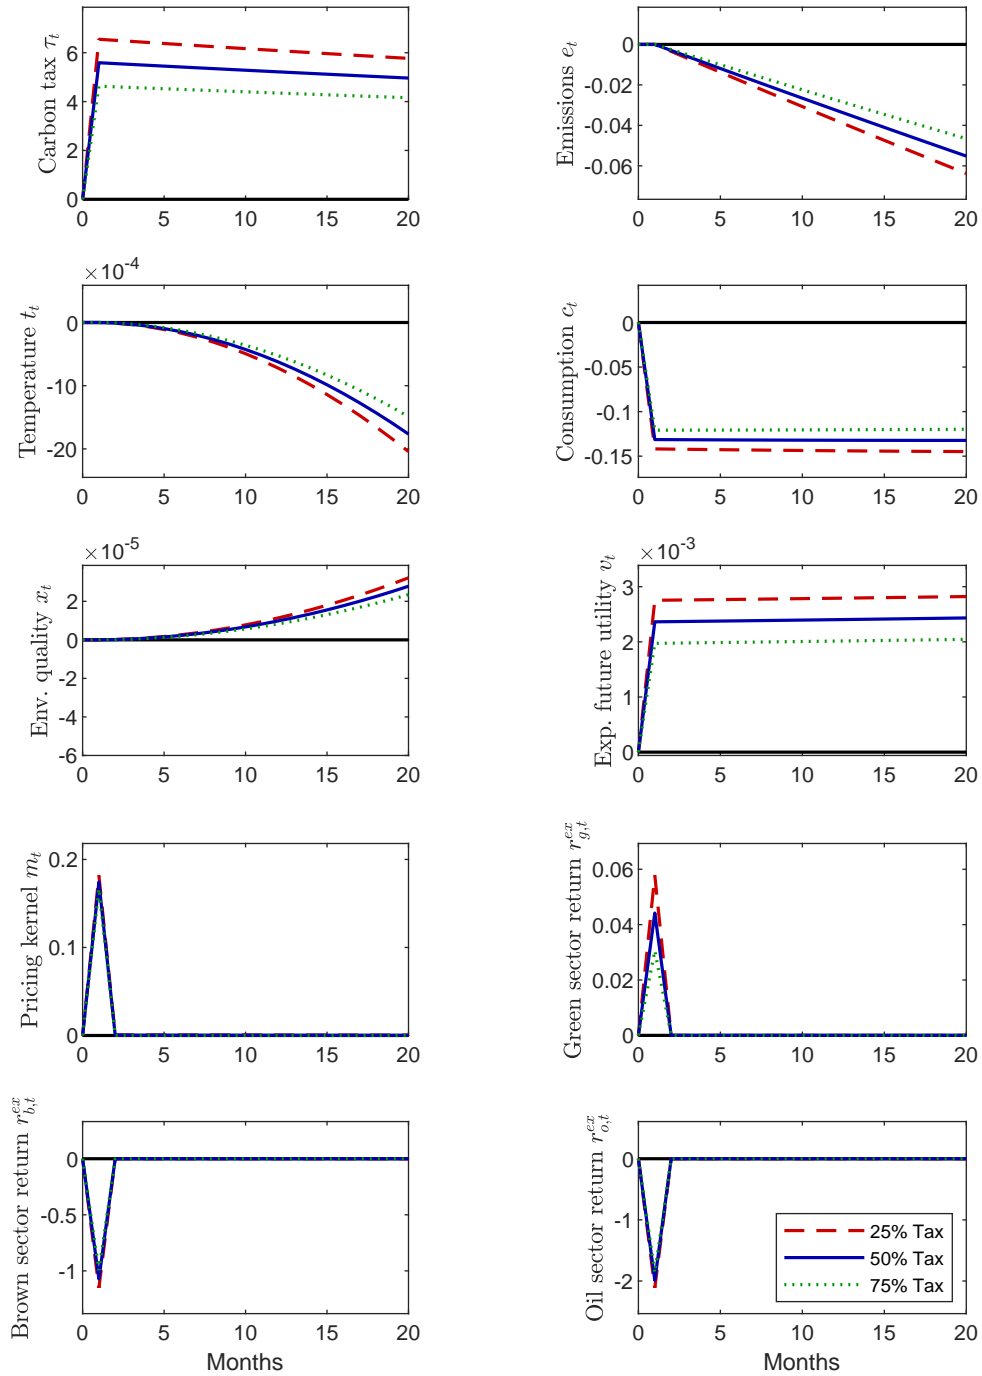 Carbon tax τ_t
6
4
2
0
0 5 10 15 20
Emissions e_t
0
-0.02
-0.04
-0.06
0 5 10 15 20
×10^-4
Temperature t_t
0
-10
-20
0 5 10 15 20
Consumption c_t
0
-0.05
-0.1
-0.15
0 5 10 15 20
×10^-5
Env. quality x_t
2
0
-2
-4
-6
0 5 10 15 20
×10^-3
Exp. future utility v_t
3
2
1
0
0 5 10 15 20
Pricing kernel m_t
0.2
0.1
0
0 5 10 15 20
Green sector return r^{ex}_{g,t}
0.06
0.04
0.02
0
0 5 10 15 20
Brown sector return r^{ex}_{b,t}
0
-0.5
-1
0 5 10 15 20
Months
Oil sector return r^{ex}_{o,t}
0
-1
-2
0 5 10 15 20
Months
25% Tax
50% Tax
75% Tax